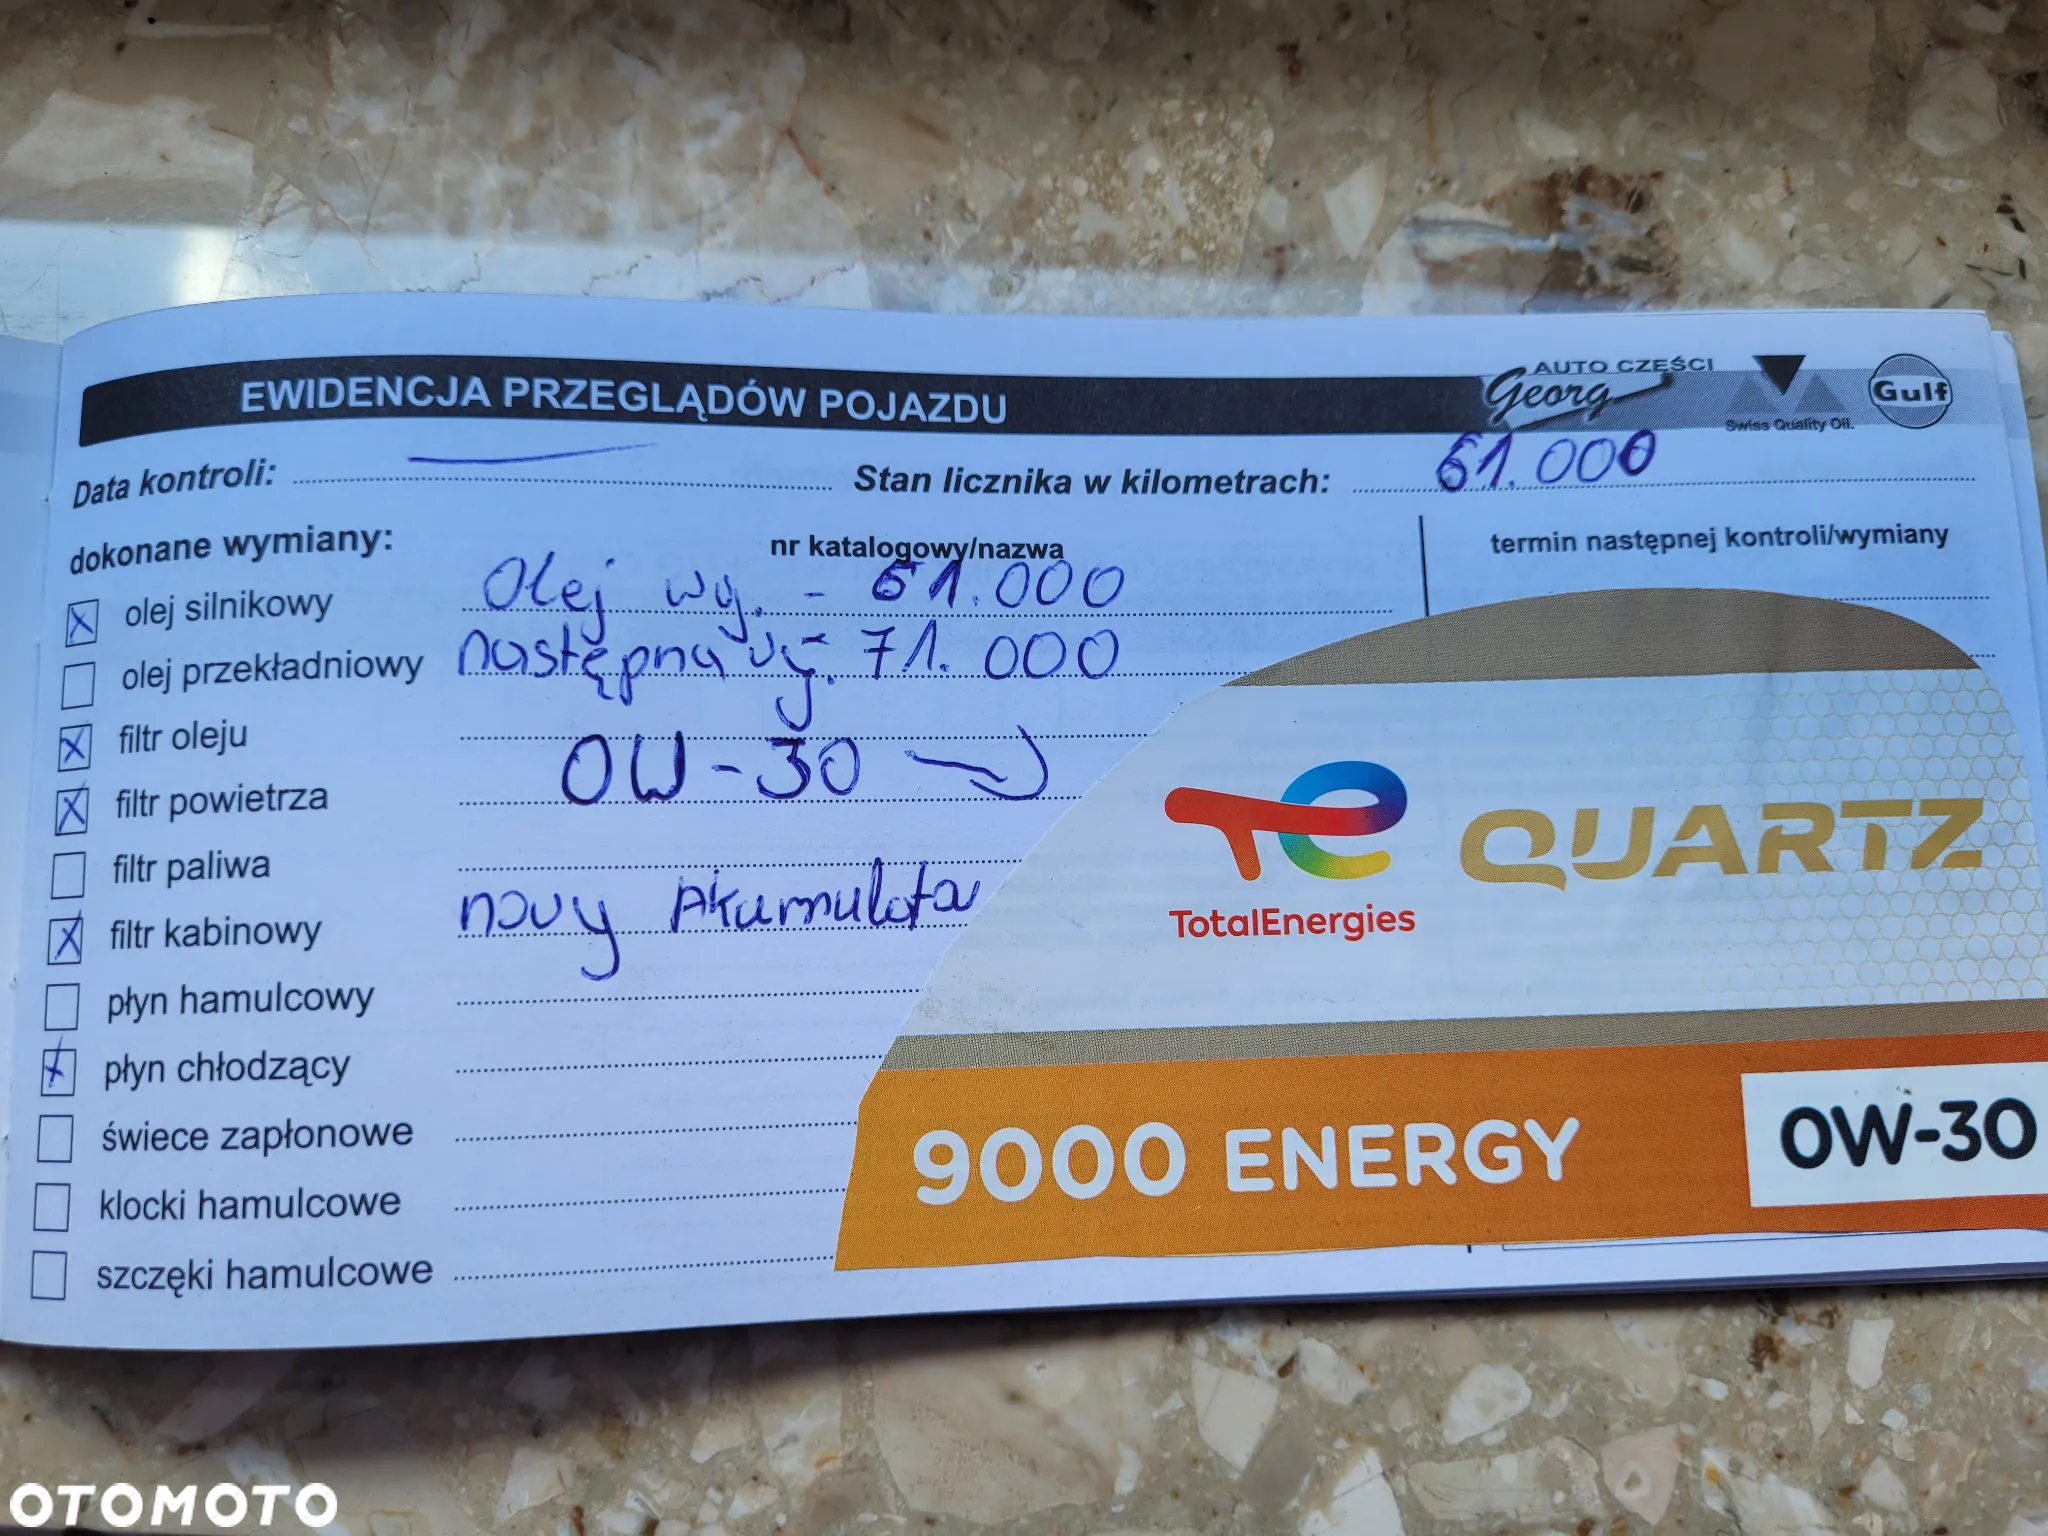 AUTO CZĘŚCI
EWIDENCJA PRZEGLĄDÓW POJAZDU
Georg
Swiss Quality Oil.
Gulf
Data kontroli:
Stan licznika w kilometrach: 61.000
dokonane wymiany:
nr katalogowy/nazwa
termin następnej kontroli/wymiany
olej silnikowy Olej wy. - 61.000
olej przekładniowy następna wy. 71.000
filtr oleju
filtr powietrza 0W-30
filtr paliwa
filtr kabinowy nowy Akumulato
płyn hamulcowy
płyn chłodzący
świece zapłonowe
klocki hamulcowe
szczęki hamulcowe
QUARTZ
TotalEnergies
9000 ENERGY
0W-30
OTOMOTO